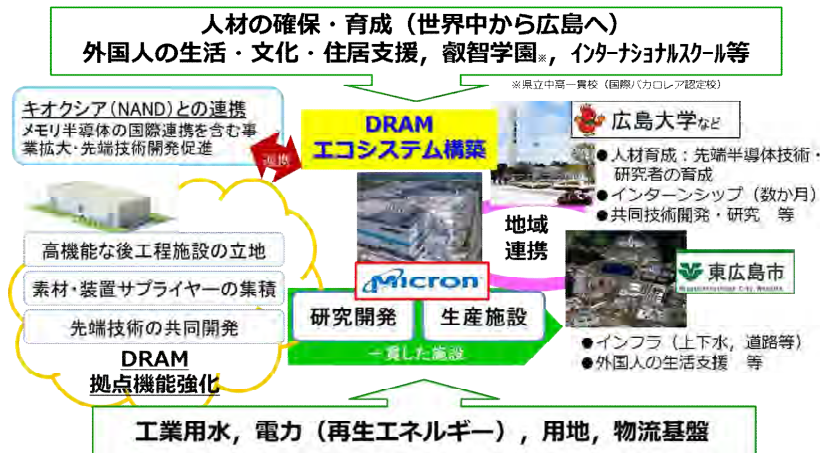 人材の確保・育成（世界中から広島へ）
外国人の生活・文化・住居支援，叡智学園※，インターナショナルスクール等
※県立中高一貫校（国際バカロレア認定校）
キオクシア（NAND）との連携
メモリ半導体の国際連携を含む事
業拡大・先端技術開発促進
連携
DRAM
エコシステム構築
広島大学など
●人材育成：先端半導体技術・
研究者の育成
●インターンシップ（数か月）
●共同技術開発・研究　等
地域
連携
高機能な後工程施設の立地
素材・装置サプライヤーの集積
先端技術の共同開発
DRAM
拠点機能強化
Micron
研究開発
生産施設
一貫した施設
東広島市
●インフラ（上下水，道路等）
●外国人の生活支援　等
工業用水，電力（再生エネルギー），用地，物流基盤